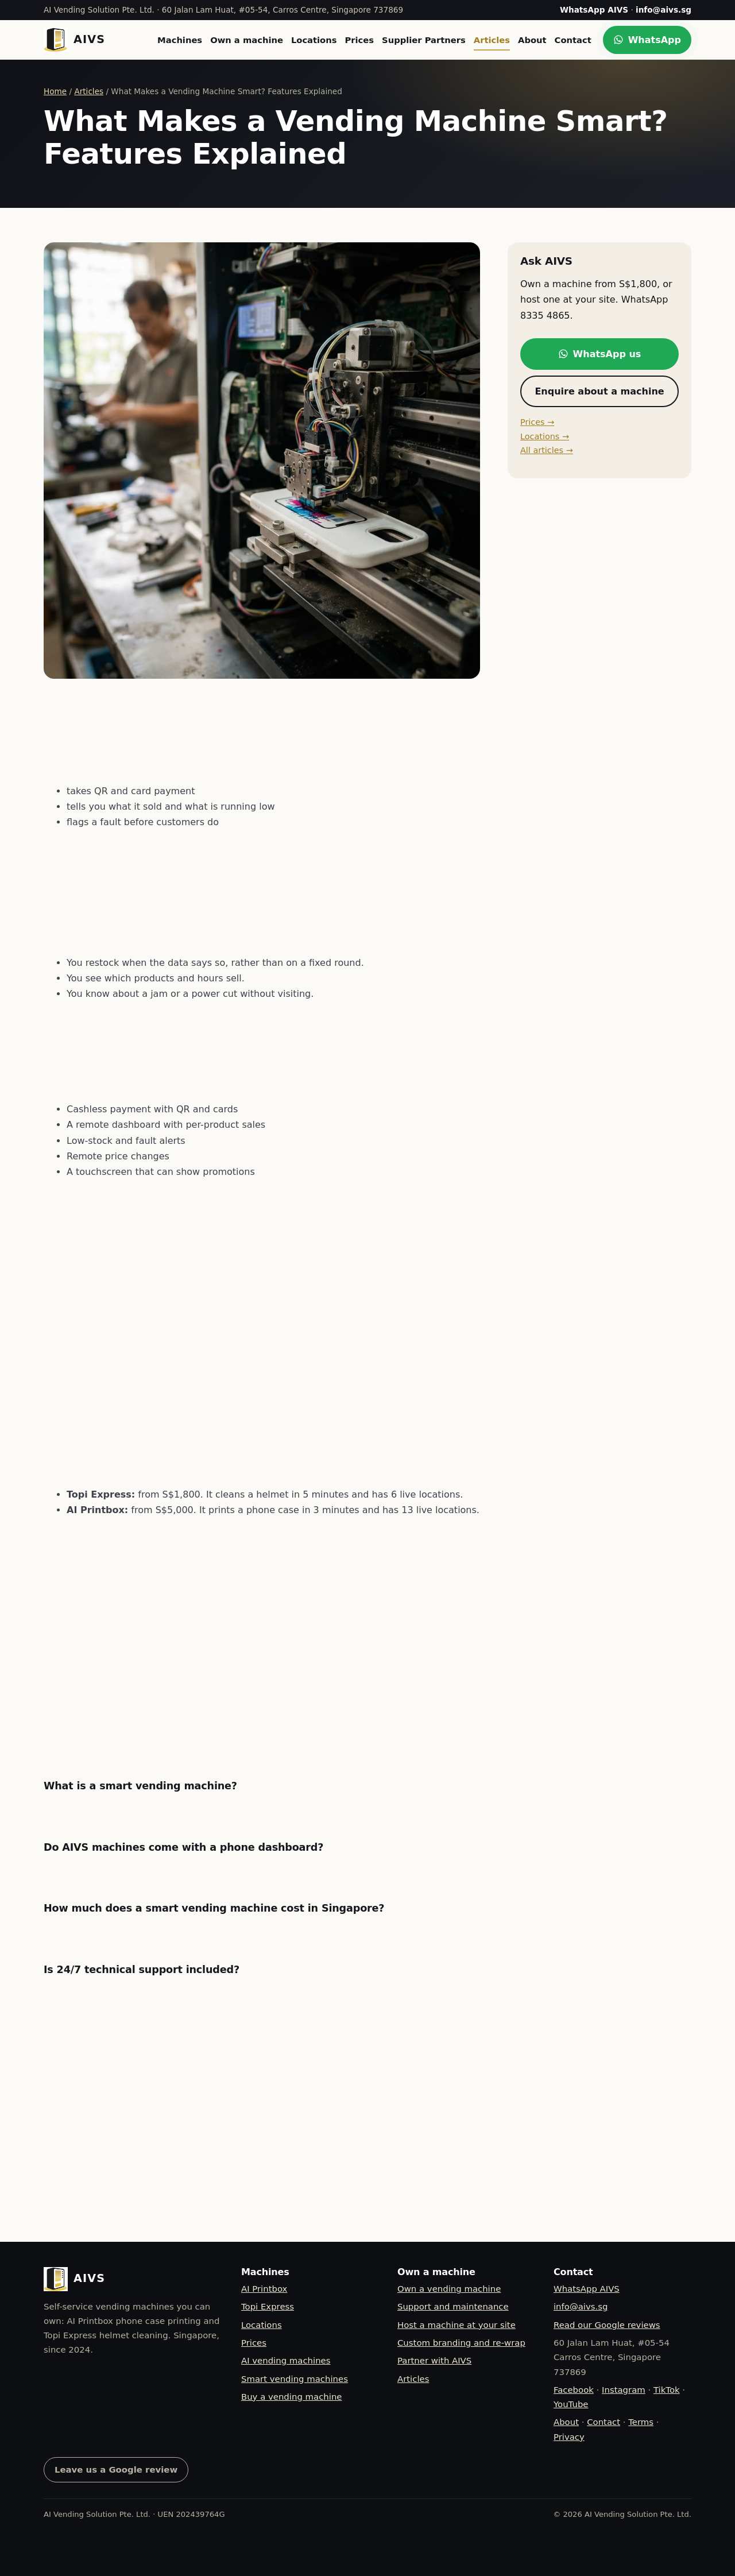 AI Vending Solution Pte. Ltd. · 60 Jalan Lam Huat, #05-54, Carros Centre, Singapore 737869
WhatsApp AIVS · info@aivs.sg
AIVS
Machines Own a machine Locations Prices Supplier Partners Articles About Contact WhatsApp
Home / Articles / What Makes a Vending Machine Smart? Features Explained
What Makes a Vending Machine Smart?
Features Explained
Ask AIVS
Own a machine from S$1,800, or
host one at your site. WhatsApp
8335 4865.
WhatsApp us
Enquire about a machine
Prices →
Locations →
All articles →
• takes QR and card payment
• tells you what it sold and what is running low
• flags a fault before customers do
• You restock when the data says so, rather than on a fixed round.
• You see which products and hours sell.
• You know about a jam or a power cut without visiting.
• Cashless payment with QR and cards
• A remote dashboard with per-product sales
• Low-stock and fault alerts
• Remote price changes
• A touchscreen that can show promotions
• Topi Express: from S$1,800. It cleans a helmet in 5 minutes and has 6 live locations.
• AI Printbox: from S$5,000. It prints a phone case in 3 minutes and has 13 live locations.
What is a smart vending machine?
Do AIVS machines come with a phone dashboard?
How much does a smart vending machine cost in Singapore?
Is 24/7 technical support included?
AIVS
Self-service vending machines you can
own: AI Printbox phone case printing and
Topi Express helmet cleaning. Singapore,
since 2024.
Machines
AI Printbox
Topi Express
Locations
Prices
AI vending machines
Smart vending machines
Buy a vending machine
Own a machine
Own a vending machine
Support and maintenance
Host a machine at your site
Custom branding and re-wrap
Partner with AIVS
Articles
Contact
WhatsApp AIVS
info@aivs.sg
Read our Google reviews
60 Jalan Lam Huat, #05-54
Carros Centre, Singapore
737869
Facebook · Instagram · TikTok ·
YouTube
About · Contact · Terms ·
Privacy
Leave us a Google review
AI Vending Solution Pte. Ltd. · UEN 202439764G
© 2026 AI Vending Solution Pte. Ltd.